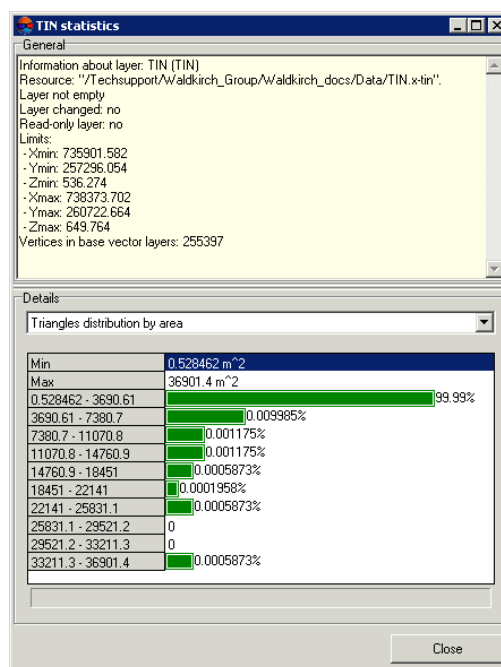 TIN statistics
General
Information about layer: TIN (TIN)
Resource: "/Techsupport/Waldkirch_Group/Waldkirch_docs/Data/TIN.x-tin".
Layer not empty
Layer changed: no
Read-only layer: no
Limits:
- Xmin: 735901.582
- Ymin: 257296.054
- Zmin: 536.274
- Xmax: 738373.702
- Ymax: 260722.664
- Zmax: 649.764
Vertices in base vector layers: 255397
Details
Triangles distribution by area
Min 0.528462 m^2
Max 36901.4 m^2
0.528462 - 3690.61 99.99%
3690.61 - 7380.7 0.009985%
7380.7 - 11070.8 0.001175%
11070.8 - 14760.9 0.001175%
14760.9 - 18451 0.0005873%
18451 - 22141 0.0001958%
22141 - 25831.1 0.0005873%
25831.1 - 29521.2 0
29521.2 - 33211.3 0
33211.3 - 36901.4 0.0005873%
Close